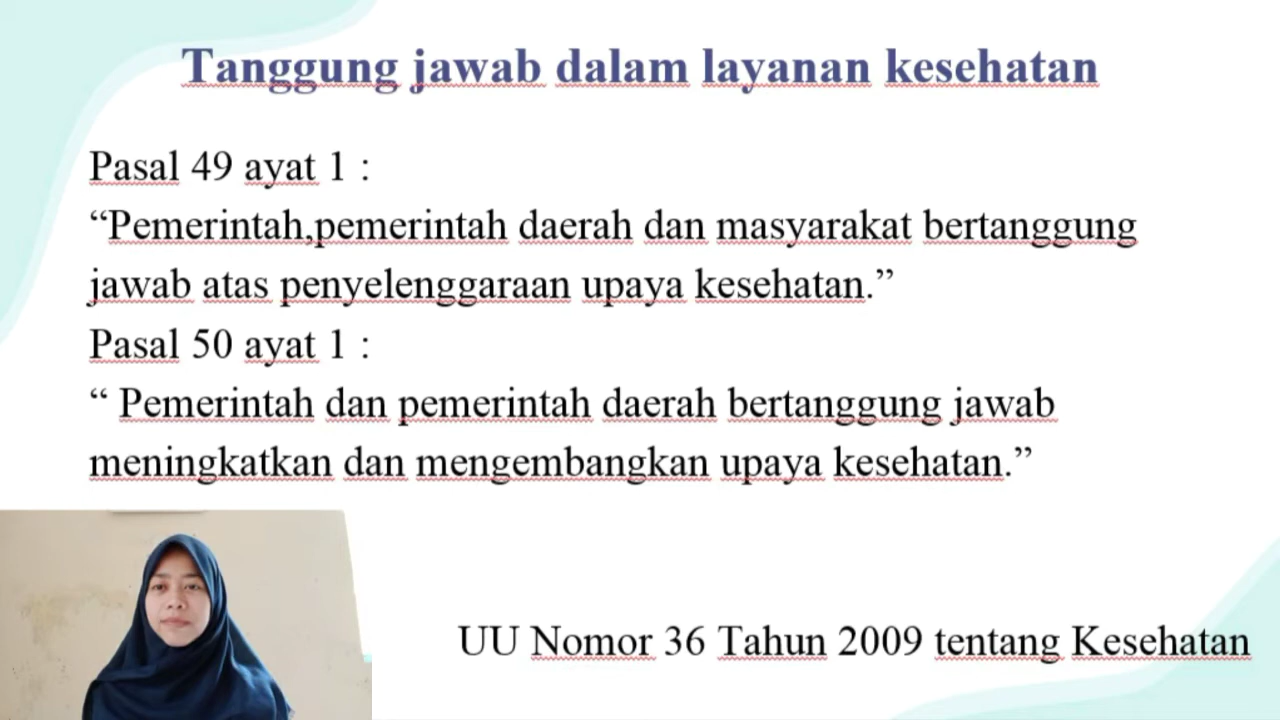 Tanggung jawab dalam layanan kesehatan
Pasal 49 ayat 1 :
“Pemerintah,pemerintah daerah dan masyarakat bertanggung
jawab atas penyelenggaraan upaya kesehatan.”
Pasal 50 ayat 1 :
“ Pemerintah dan pemerintah daerah bertanggung jawab
meningkatkan dan mengembangkan upaya kesehatan.”
UU Nomor 36 Tahun 2009 tentang Kesehatan